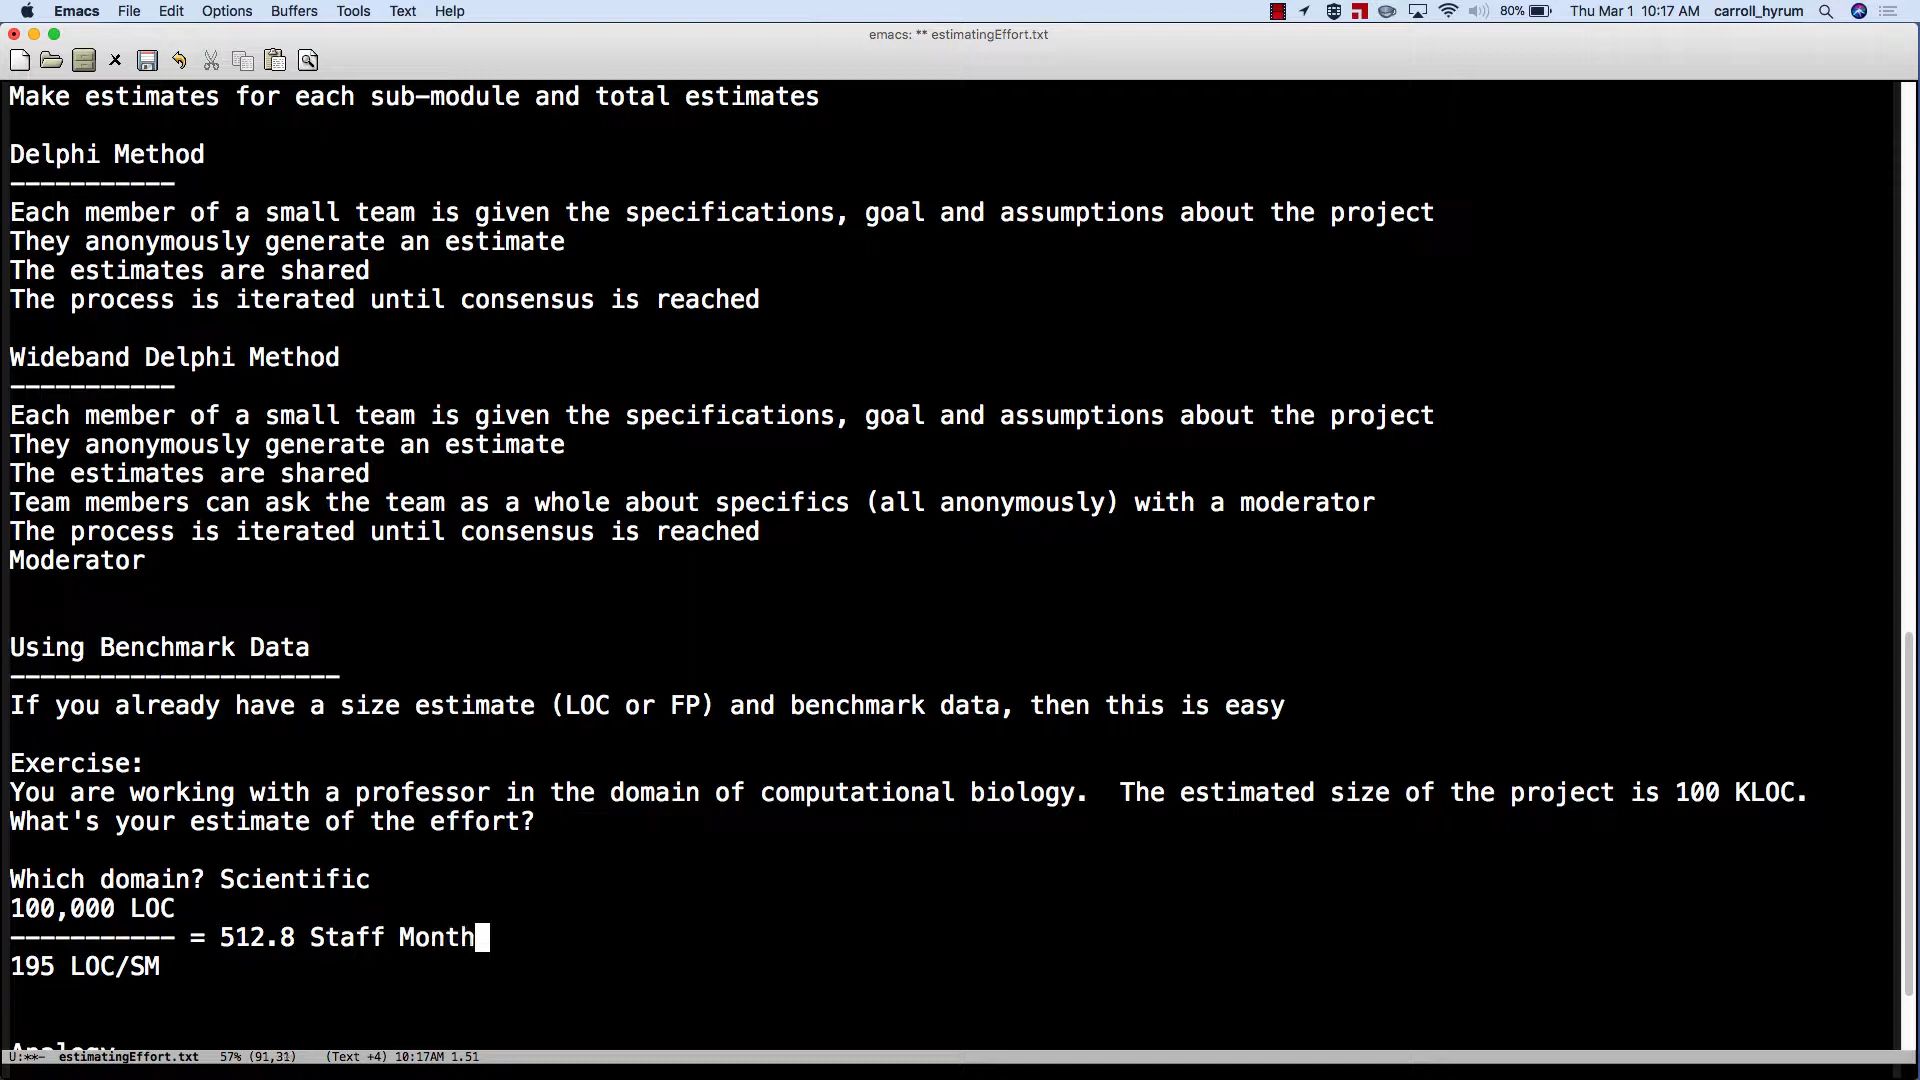 Emacs File Edit Options Buffers Tools Text Help 80% Thu Mar 1 10:17 AM carroll_hyrum
emacs: ** estimatingEffort.txt
Make estimates for each sub-module and total estimates
Delphi Method
-----------
Each member of a small team is given the specifications, goal and assumptions about the project
They anonymously generate an estimate
The estimates are shared
The process is iterated until consensus is reached
Wideband Delphi Method
-----------
Each member of a small team is given the specifications, goal and assumptions about the project
They anonymously generate an estimate
The estimates are shared
Team members can ask the team as a whole about specifics (all anonymously) with a moderator
The process is iterated until consensus is reached
Moderator
Using Benchmark Data
----------------------
If you already have a size estimate (LOC or FP) and benchmark data, then this is easy
Exercise:
You are working with a professor in the domain of computational biology.  The estimated size of the project is 100 KLOC.
What's your estimate of the effort?
Which domain? Scientific
100,000 LOC
----------- = 512.8 Staff Month
195 LOC/SM
Analogy
U:**-  estimatingEffort.txt   57% (91,31)    (Text +4) 10:17AM 1.51